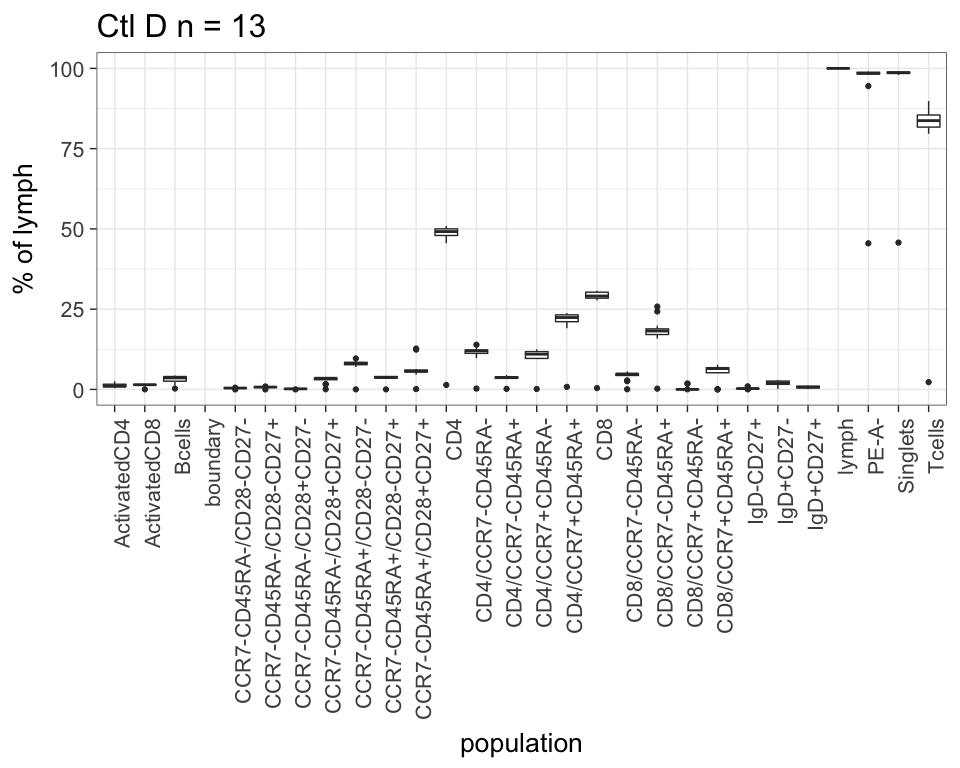 Ctl D n = 13
% of lymph
100
75
50
25
0
ActivatedCD4
ActivatedCD8
Bcells
boundary
CCR7-CD45RA-/CD28-CD27-
CCR7-CD45RA-/CD28-CD27+
CCR7-CD45RA-/CD28+CD27-
CCR7-CD45RA-/CD28+CD27+
CCR7-CD45RA+/CD28-CD27-
CCR7-CD45RA+/CD28-CD27+
CCR7-CD45RA+/CD28+CD27+
CD4
CD4/CCR7-CD45RA-
CD4/CCR7-CD45RA+
CD4/CCR7+CD45RA-
CD4/CCR7+CD45RA+
CD8
CD8/CCR7-CD45RA-
CD8/CCR7-CD45RA+
CD8/CCR7+CD45RA-
CD8/CCR7+CD45RA+
IgD-CD27+
IgD+CD27-
IgD+CD27+
lymph
PE-A-
Singlets
Tcells
population